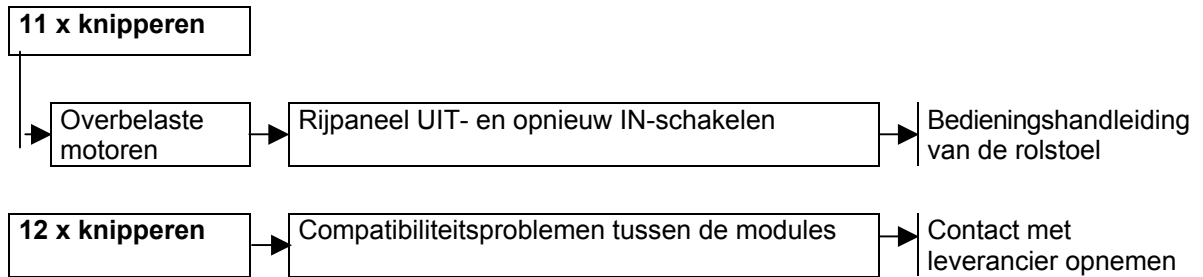 11 x knipperen
Overbelaste
motoren
Rijpaneel UIT- en opnieuw IN-schakelen
Bedieningshandleiding
van de rolstoel
12 x knipperen
Compatibiliteitsproblemen tussen de modules
Contact met
leverancier opnemen